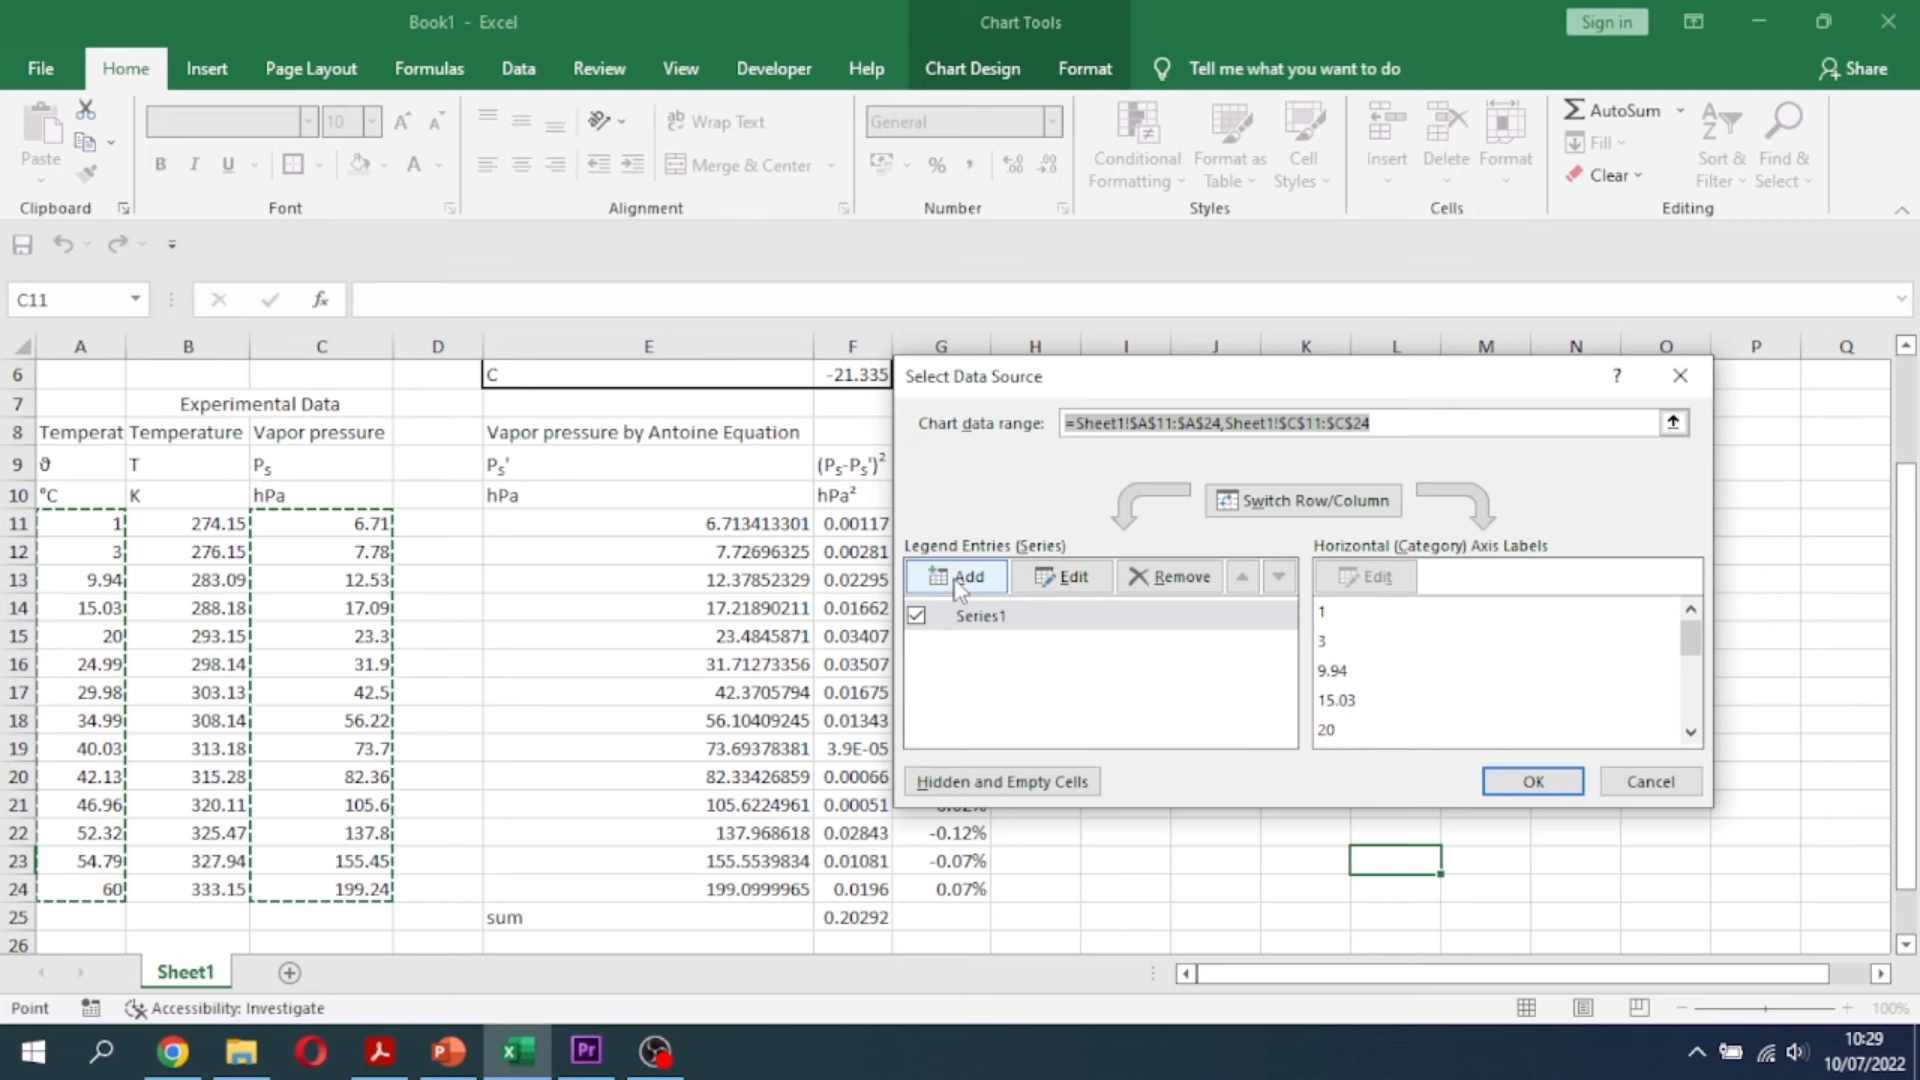 Book1 - Excel
Chart Tools
Sign in
File Home Insert Page Layout Formulas Data Review View Developer Help Chart Design Format Tell me what you want to do Share
Paste
10
B I U A
Wrap Text
Merge & Center
General
%
Conditional Formatting
Format as Table
Cell Styles
Insert
Delete
Format
AutoSum
Fill
Clear
Sort & Filter
Find & Select
Clipboard Font Alignment Number Styles Cells Editing
C11
fx
A B C D E F G H I J K L M N O P Q
6 C -21.335
7 Experimental Data
8 Temperat Temperature Vapor pressure Vapor pressure by Antoine Equation
9 ϑ T Ps Ps' (Ps-Ps')²
10 °C K hPa hPa hPa²
11 1 274.15 6.71 6.713413301 0.00117
12 3 276.15 7.78 7.72696325 0.00281
13 9.94 283.09 12.53 12.37852329 0.02295
14 15.03 288.18 17.09 17.21890211 0.01662
15 20 293.15 23.3 23.4845871 0.03407
16 24.99 298.14 31.9 31.71273356 0.03507
17 29.98 303.13 42.5 42.3705794 0.01675
18 34.99 308.14 56.22 56.10409245 0.01343
19 40.03 313.18 73.7 73.69378381 3.9E-05
20 42.13 315.28 82.36 82.33426859 0.00066
21 46.96 320.11 105.6 105.6224961 0.00051
22 52.32 325.47 137.8 137.968618 0.02843 -0.12%
23 54.79 327.94 155.45 155.5539834 0.01081 -0.07%
24 60 333.15 199.24 199.0999965 0.0196 0.07%
25 sum 0.20292
26
Select Data Source
?
Chart data range: =Sheet1!$A$11:$A$24,Sheet1!$C$11:$C$24
Switch Row/Column
Legend Entries (Series)
Horizontal (Category) Axis Labels
Add Edit Remove
Edit
Series1
1
3
9.94
15.03
20
Hidden and Empty Cells
OK
Cancel
Sheet1
Point
Accessibility: Investigate
100%
Pr
10:29
10/07/2022